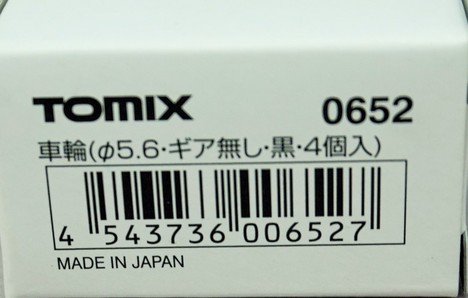 TOMIX 0652
車輪(φ5.6・ギア無し・黒・4個入)
4 543736 006527
MADE IN JAPAN